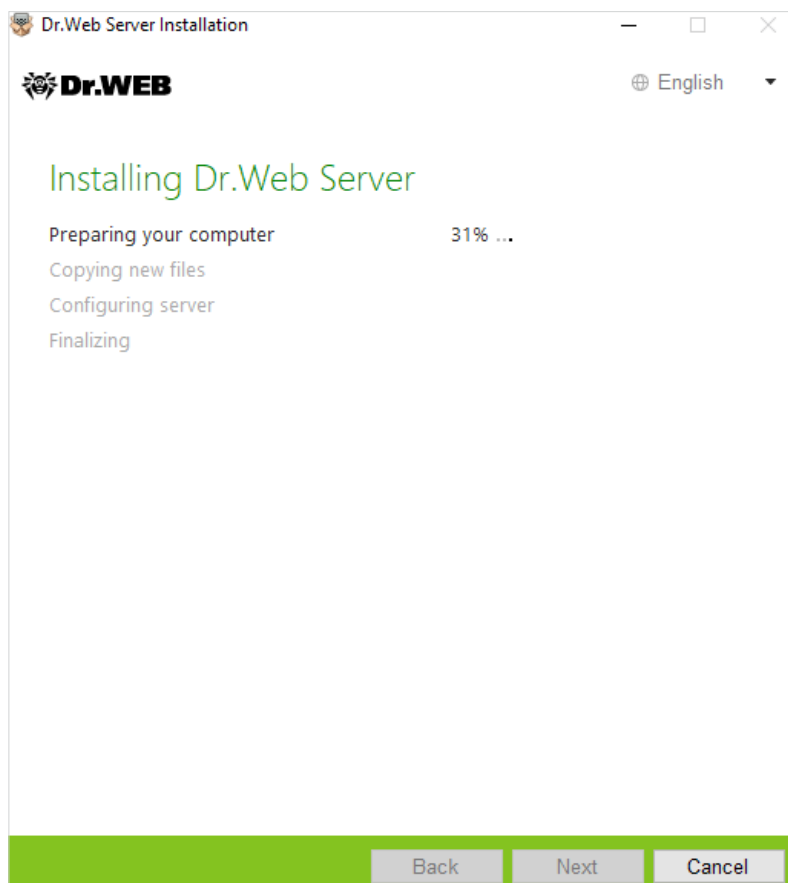 Dr.Web Server Installation
Dr.WEB
English
Installing Dr.Web Server
Preparing your computer 31% ...
Copying new files
Configuring server
Finalizing
Back Next Cancel